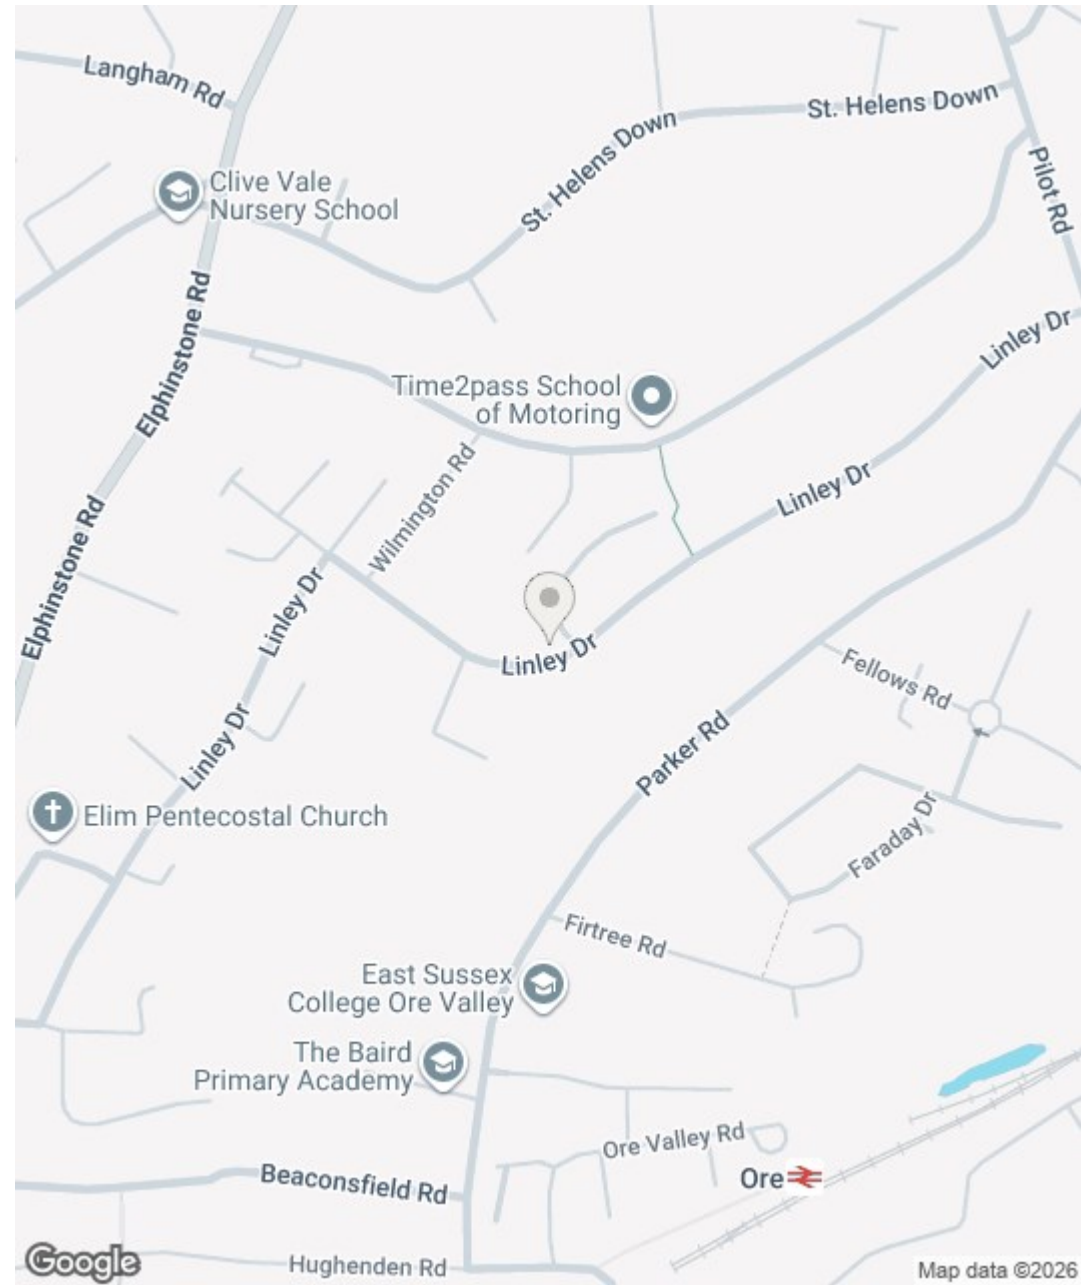 Langham Rd
St. Helens Down
St. Helens Down
Clive Vale
Nursery School
Pilot Rd
Elphinstone Rd
Linley Dr
Time2pass School
of Motoring
Wilmington Rd
Linley Dr
Elphinstone Rd
Linley Dr
Linley Dr
Fellows Rd
Linley Dr
Parker Rd
Elim Pentecostal Church
Faraday Dr
Firtree Rd
East Sussex
College Ore Valley
The Baird
Primary Academy
Ore Valley Rd
Ore
Beaconsfield Rd
Hughenden Rd
Google
Map data ©2026